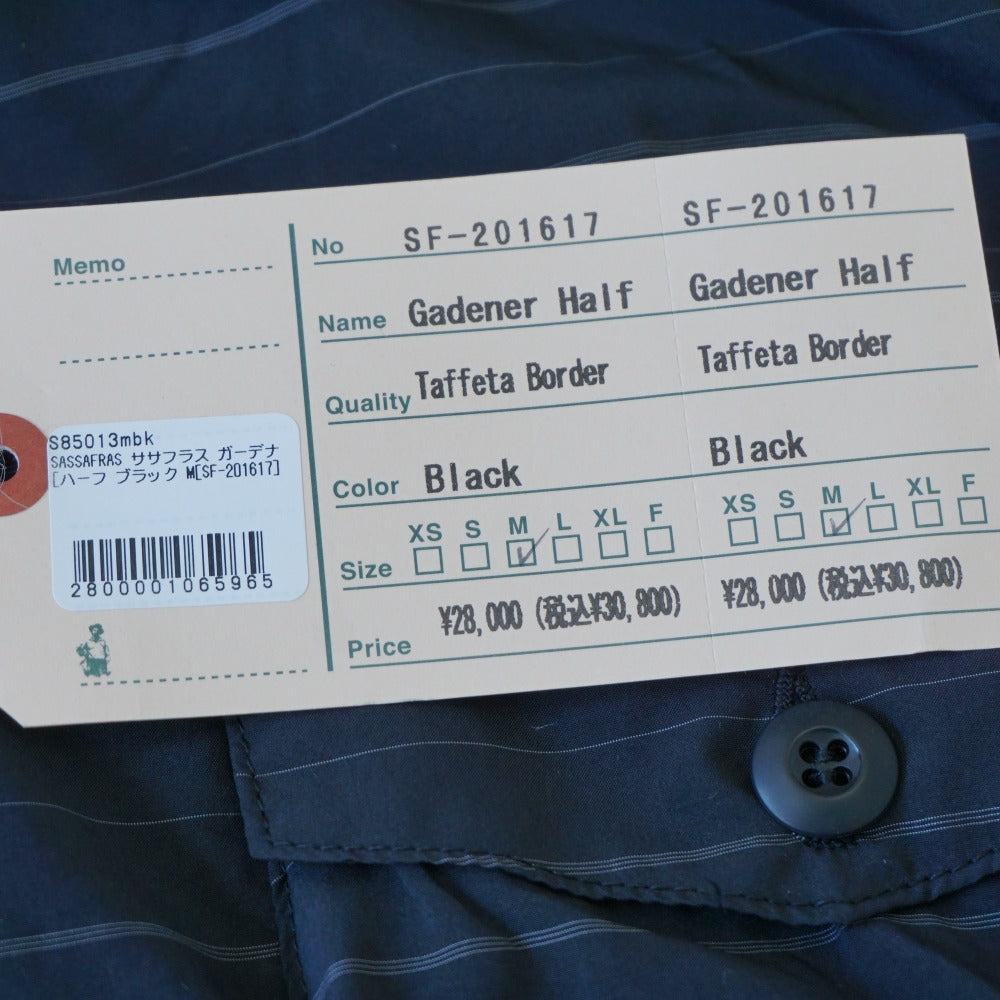 Memo
S85013mbk
SASSAFRAS ササフラス ガーデナ
[ハーフ ブラック M[SF-201617]
2800001065965
No SF-201617 SF-201617
Name Gadener Half Gadener Half
Quality Taffeta Border Taffeta Border
Color Black Black
XS S M L XL F XS S M L XL F
Size
¥28,000 (税込¥30,800) ¥28,000 (税込¥30,800)
Price